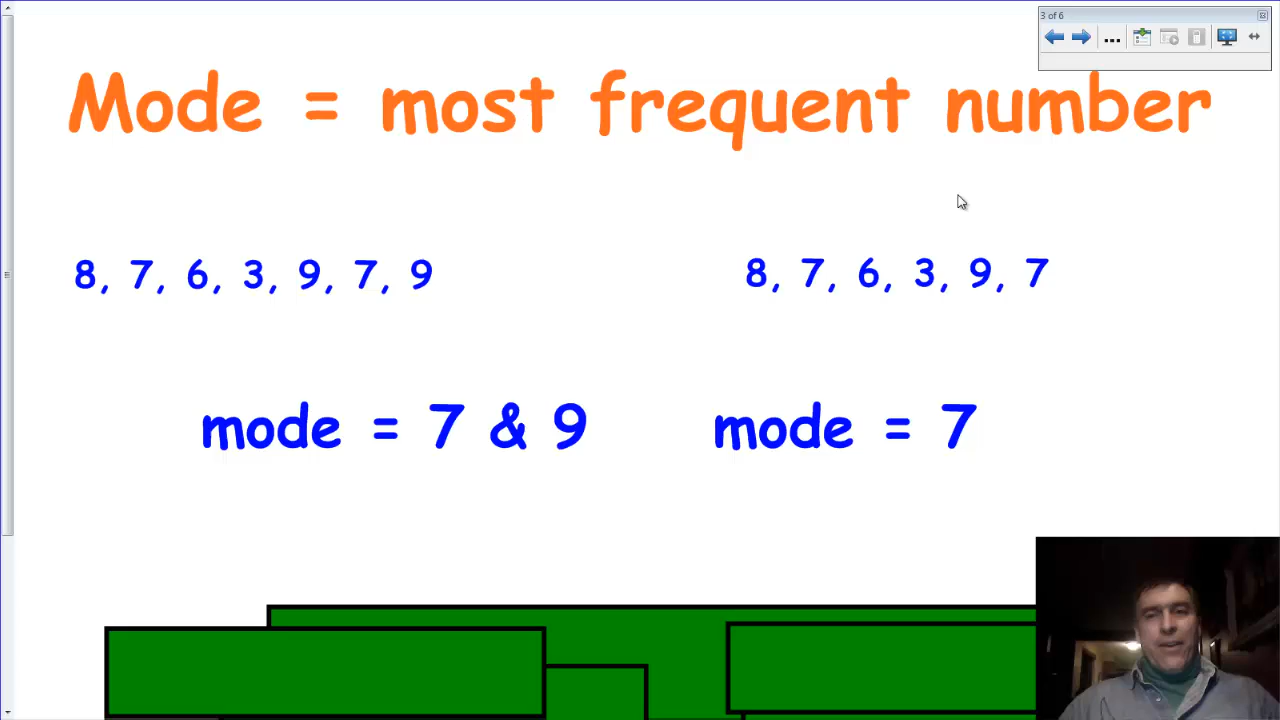 3 of 6
Mode = most frequent number
8, 7, 6, 3, 9, 7, 9
8, 7, 6, 3, 9, 7
mode = 7 & 9
mode = 7